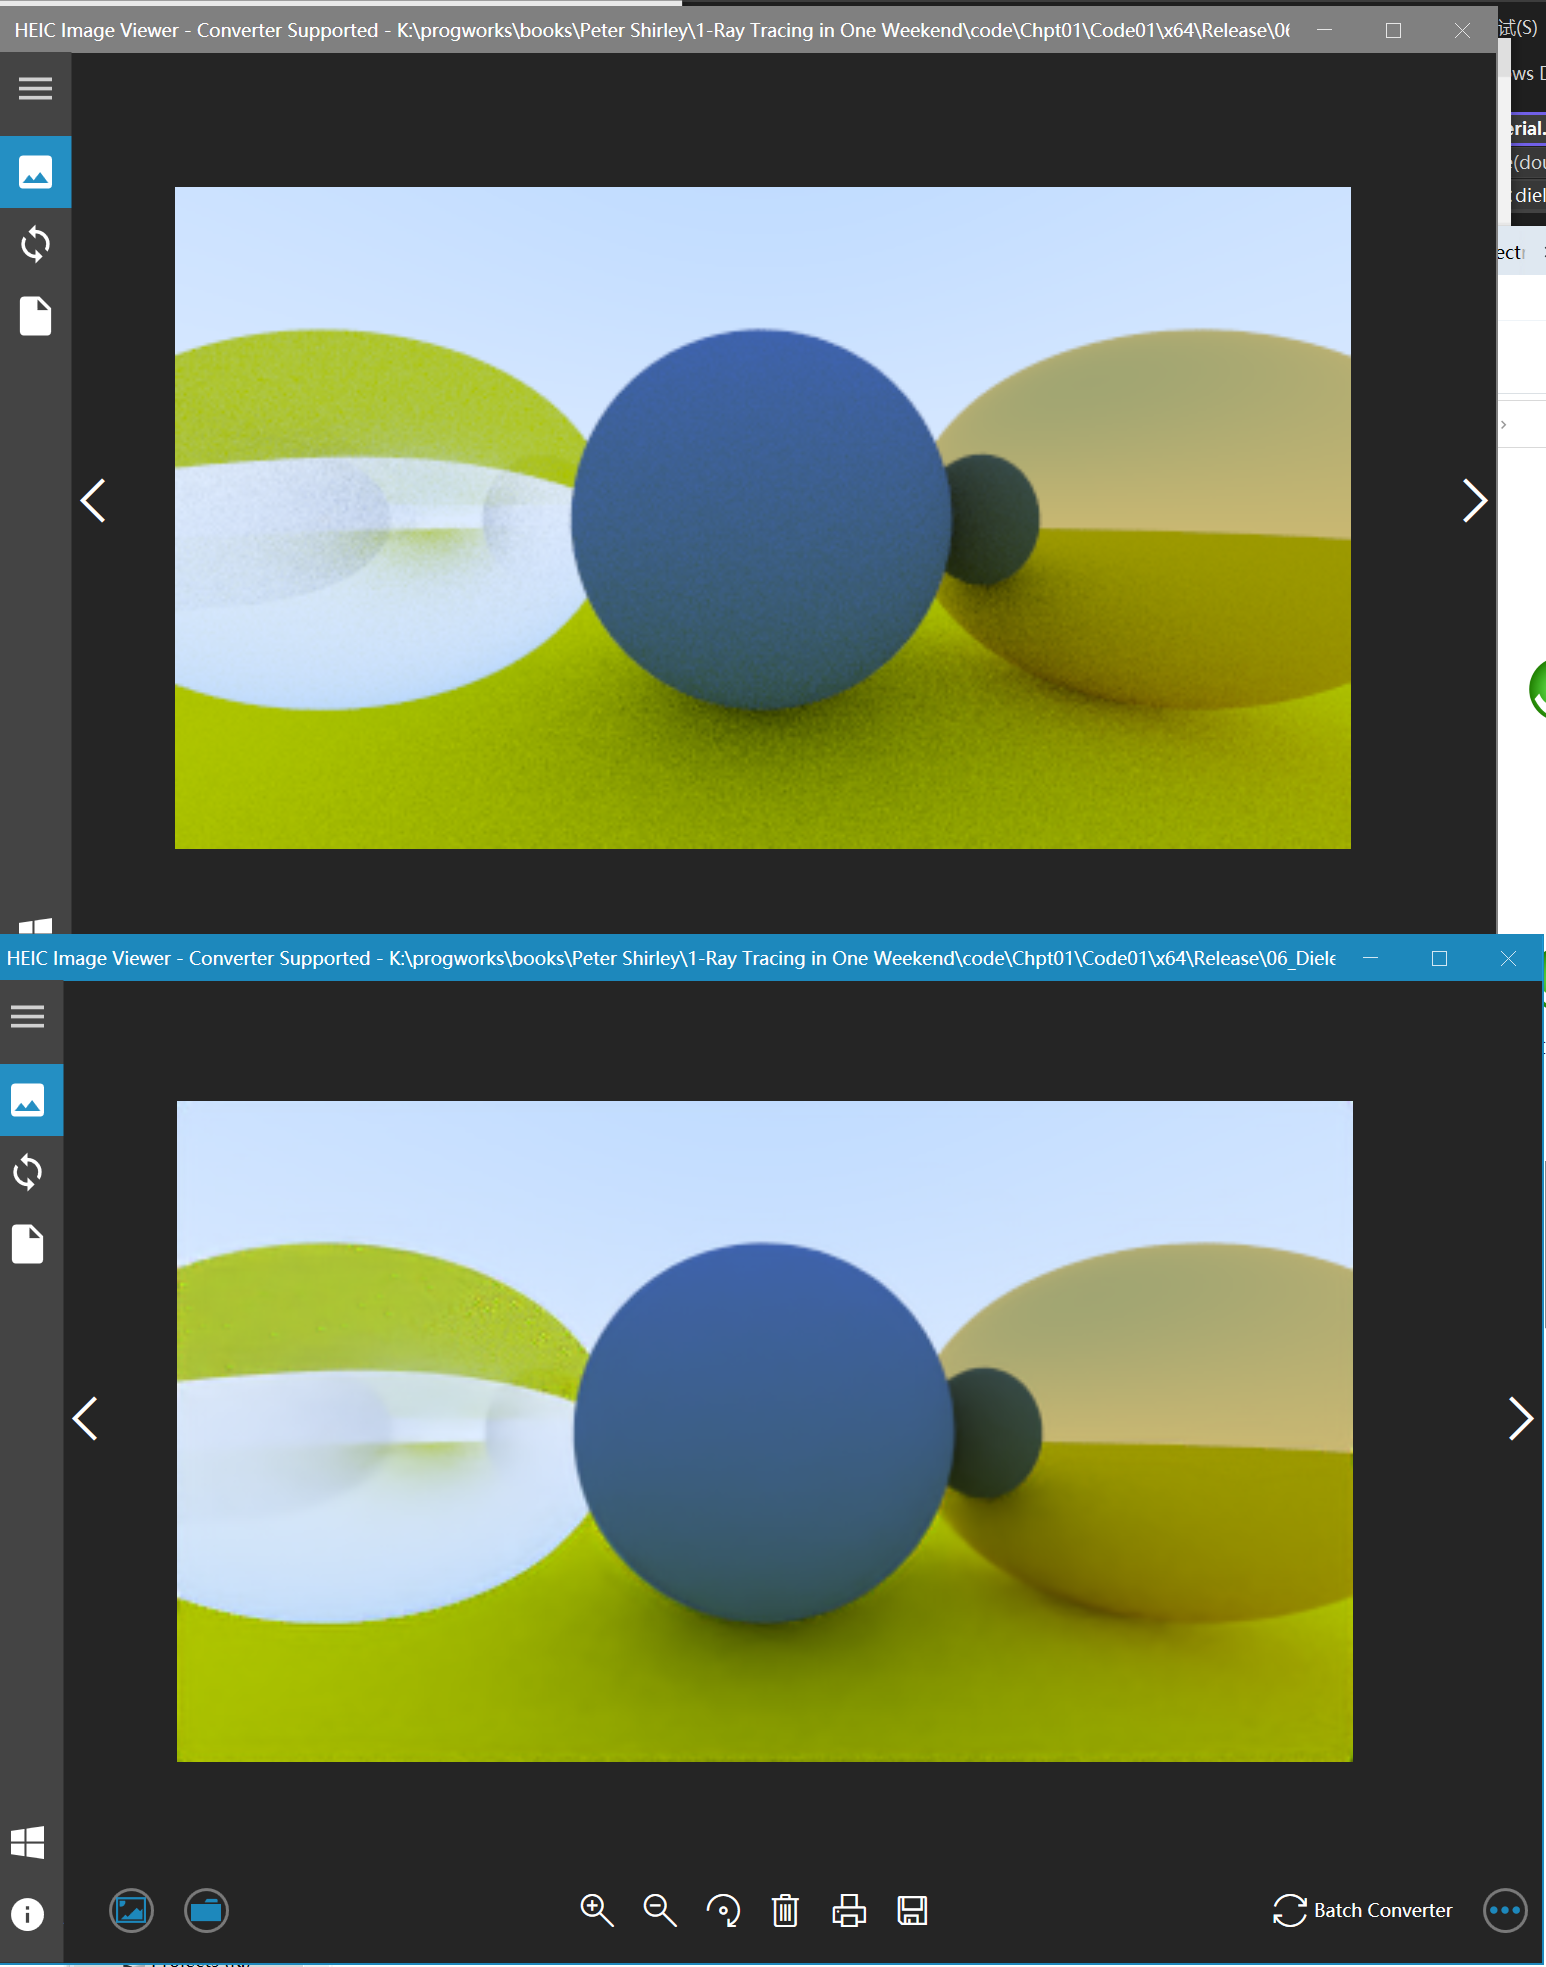 HEIC Image Viewer - Converter Supported - K:\progworks\books\Peter Shirley\1-Ray Tracing in One Weekend\code\Chpt01\Code01\x64\Release\06
试(S)
ws D
erial.
(dou
diel
ect
HEIC Image Viewer - Converter Supported - K:\progworks\books\Peter Shirley\1-Ray Tracing in One Weekend\code\Chpt01\Code01\x64\Release\06_Diele
Batch Converter